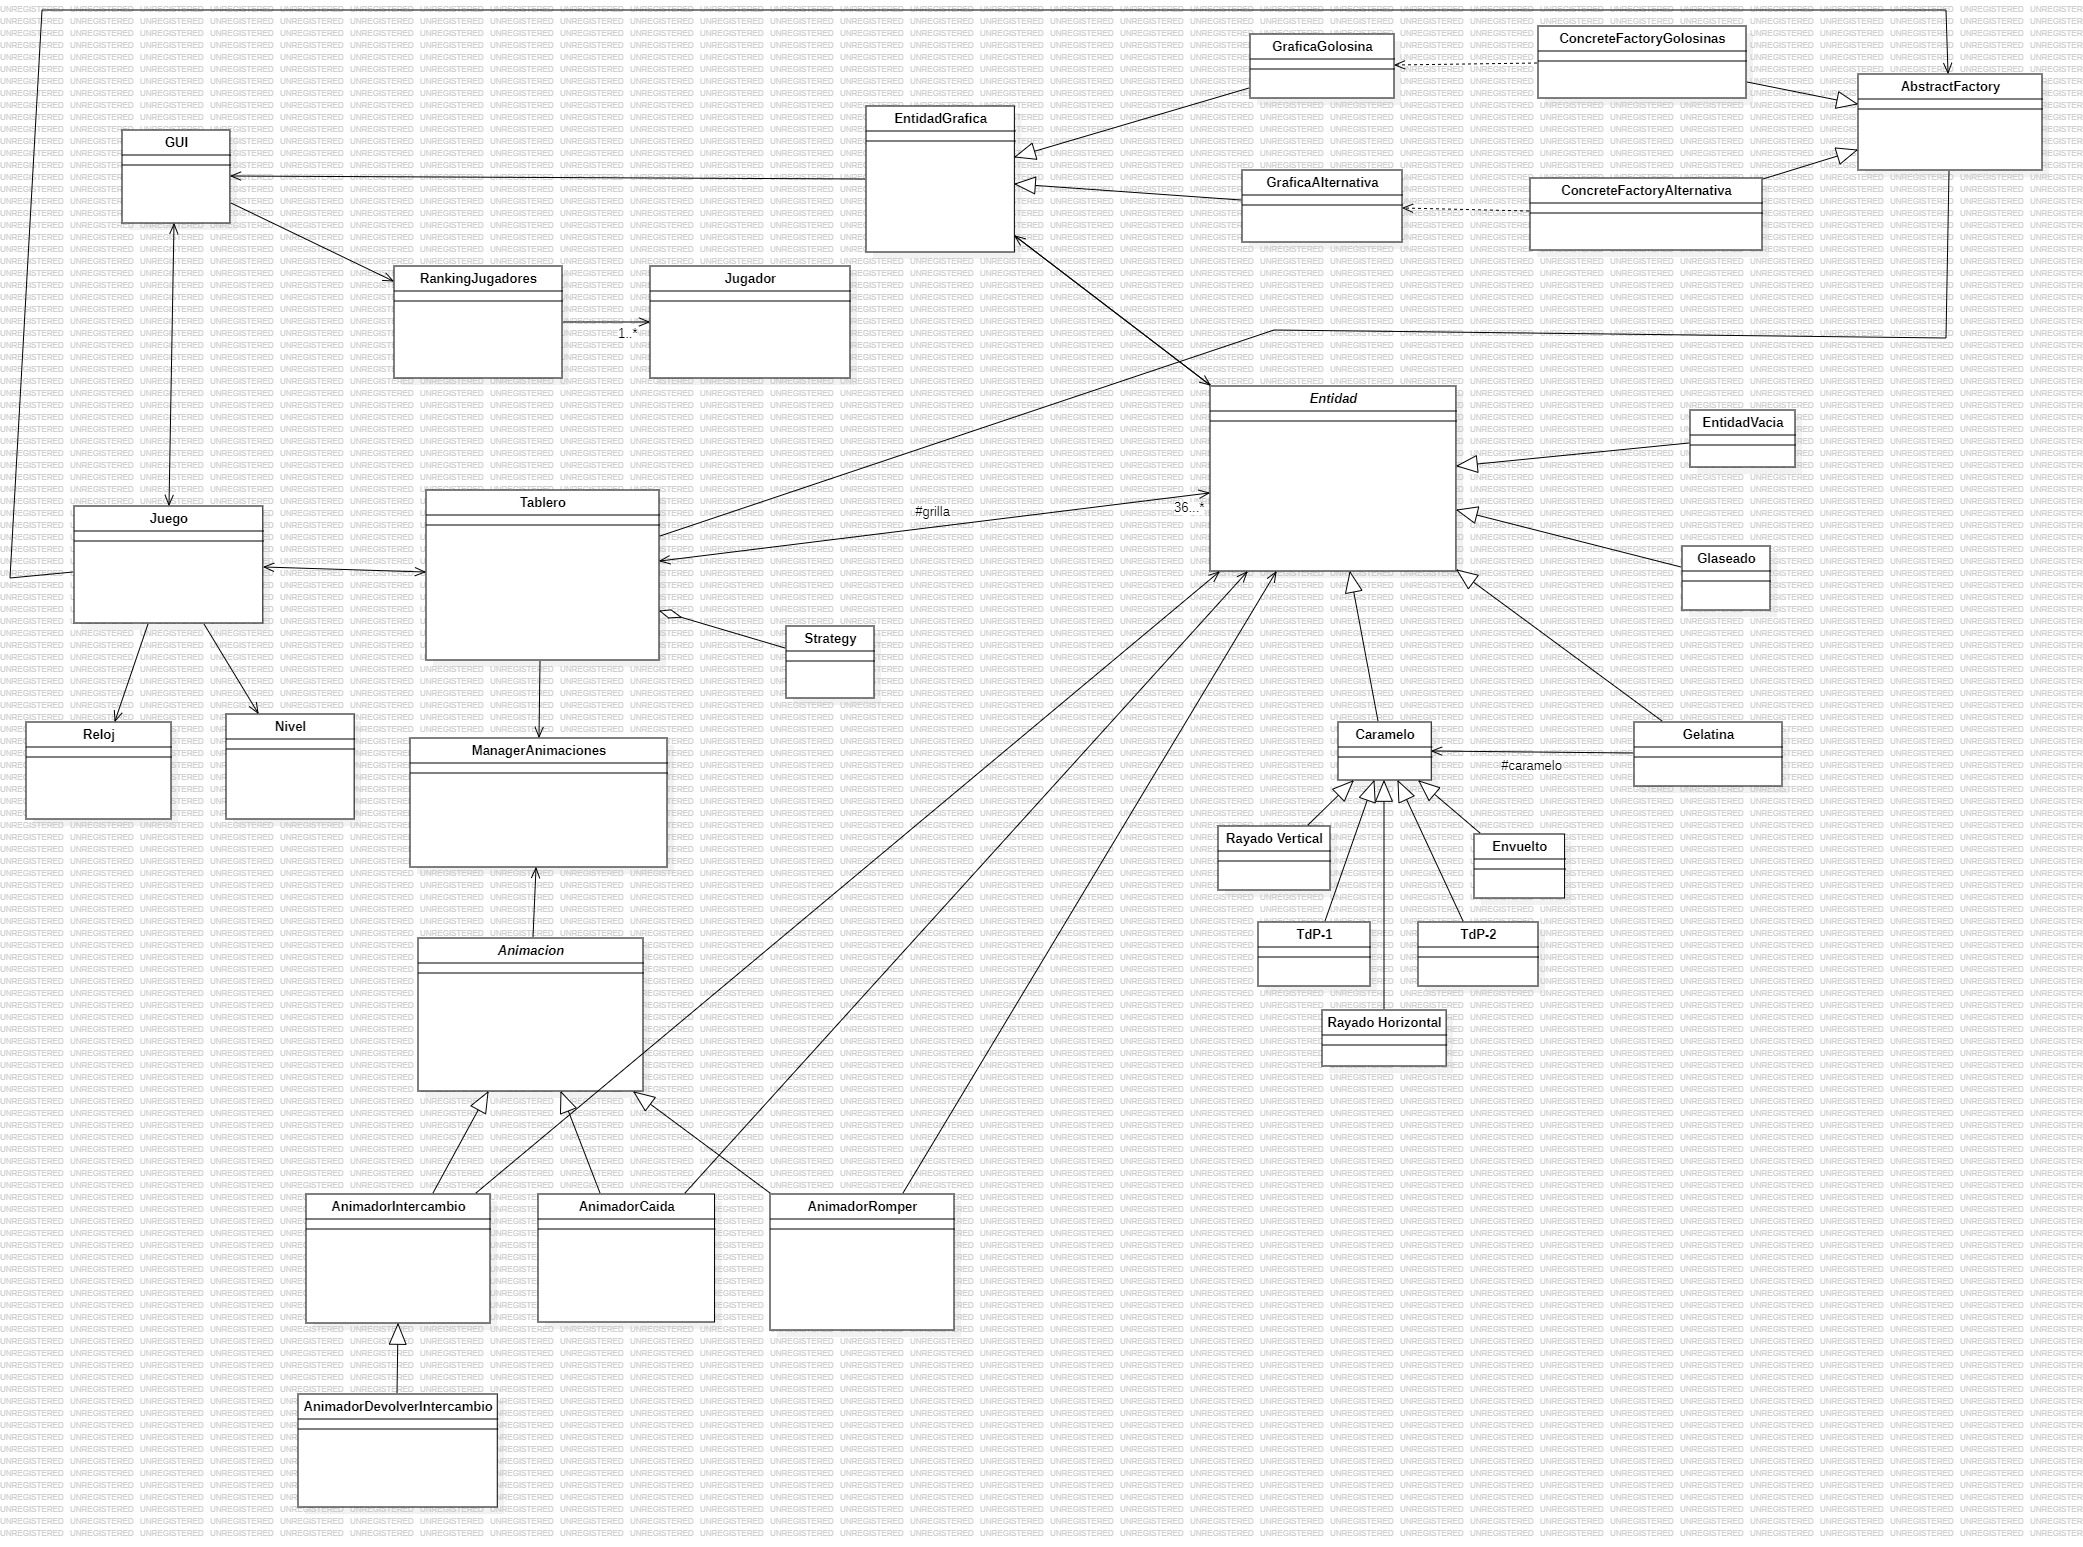 GraficaGolosina
ConcreteFactoryGolosinas
AbstractFactory
EntidadGrafica
GUI
GraficaAlternativa
ConcreteFactoryAlternativa
RankingJugadores
Jugador
1..*
Entidad
EntidadVacia
Juego
Tablero
#grilla
36...*
Glaseado
Strategy
Reloj
Nivel
ManagerAnimaciones
Caramelo
Gelatina
#caramelo
Rayado Vertical
Envuelto
TdP-1
TdP-2
Animacion
Rayado Horizontal
AnimadorIntercambio
AnimadorCaida
AnimadorRomper
AnimadorDevolverIntercambio
UNREGISTERED